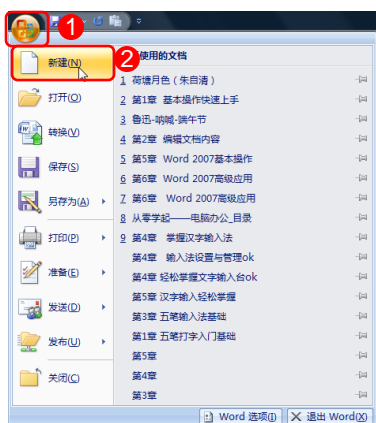 1
2
使用的文档
新建(N)
打开(O)
转换(V)
保存(S)
另存为(A)
打印(P)
准备(E)
发送(D)
发布(U)
关闭(C)
1 荷塘月色（朱自清）
2 第1章 基本操作快速上手
3 鲁迅-呐喊-端午节
4 第2章 编辑文档内容
5 第5章 Word 2007基本操作
6 第6章 Word 2007高级应用
7 第6章 Word 2007高级应用
8 从零学起——电脑办公_目录
9 第4章 掌握汉字输入法
第4章 输入法设置与管理ok
第4章 轻松掌握文字输入台ok
第5章 汉字输入轻松掌握
第3章 五笔输入法基础
第1章 五笔打字入门基础
第5章
第4章
第3章
Word 选项(I)
退出 Word(X)